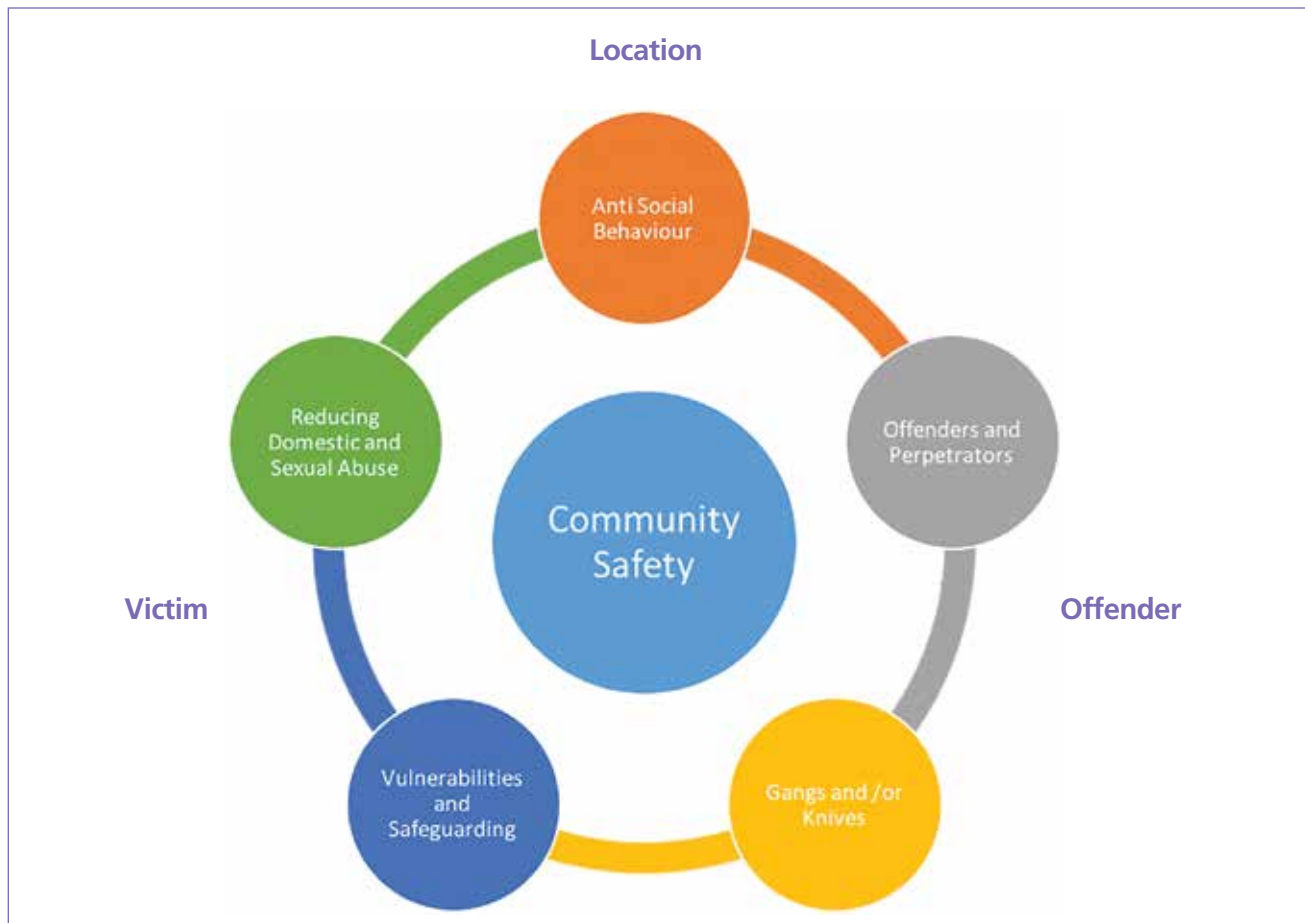 Location
Anti Social
Behaviour
Reducing
Domestic and
Sexual Abuse
Offenders and
Perpetrators
Community
Safety
Victim
Offender
Vulnerabilities
and
Safeguarding
Gangs and /or
Knives